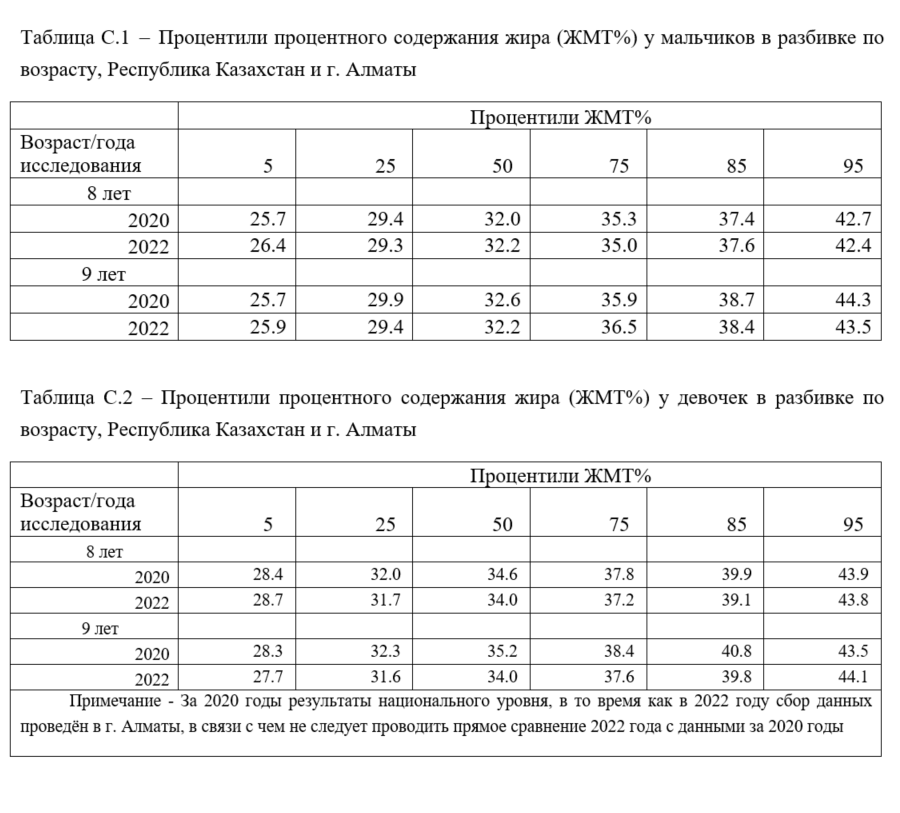 Таблица С.1 – Процентили процентного содержания жира (ЖМТ%) у мальчиков в разбивке по
возрасту, Республика Казахстан и г. Алматы
Процентили ЖМТ%
Возраст/года
исследования 5 25 50 75 85 95
8 лет
2020 25.7 29.4 32.0 35.3 37.4 42.7
2022 26.4 29.3 32.2 35.0 37.6 42.4
9 лет
2020 25.7 29.9 32.6 35.9 38.7 44.3
2022 25.9 29.4 32.2 36.5 38.4 43.5
Таблица С.2 – Процентили процентного содержания жира (ЖМТ%) у девочек в разбивке по
возрасту, Республика Казахстан и г. Алматы
Процентили ЖМТ%
Возраст/года
исследования 5 25 50 75 85 95
8 лет
2020 28.4 32.0 34.6 37.8 39.9 43.9
2022 28.7 31.7 34.0 37.2 39.1 43.8
9 лет
2020 28.3 32.3 35.2 38.4 40.8 43.5
2022 27.7 31.6 34.0 37.6 39.8 44.1
Примечание - За 2020 годы результаты национального уровня, в то время как в 2022 году сбор данных
проведён в г. Алматы, в связи с чем не следует проводить прямое сравнение 2022 года с данными за 2020 годы